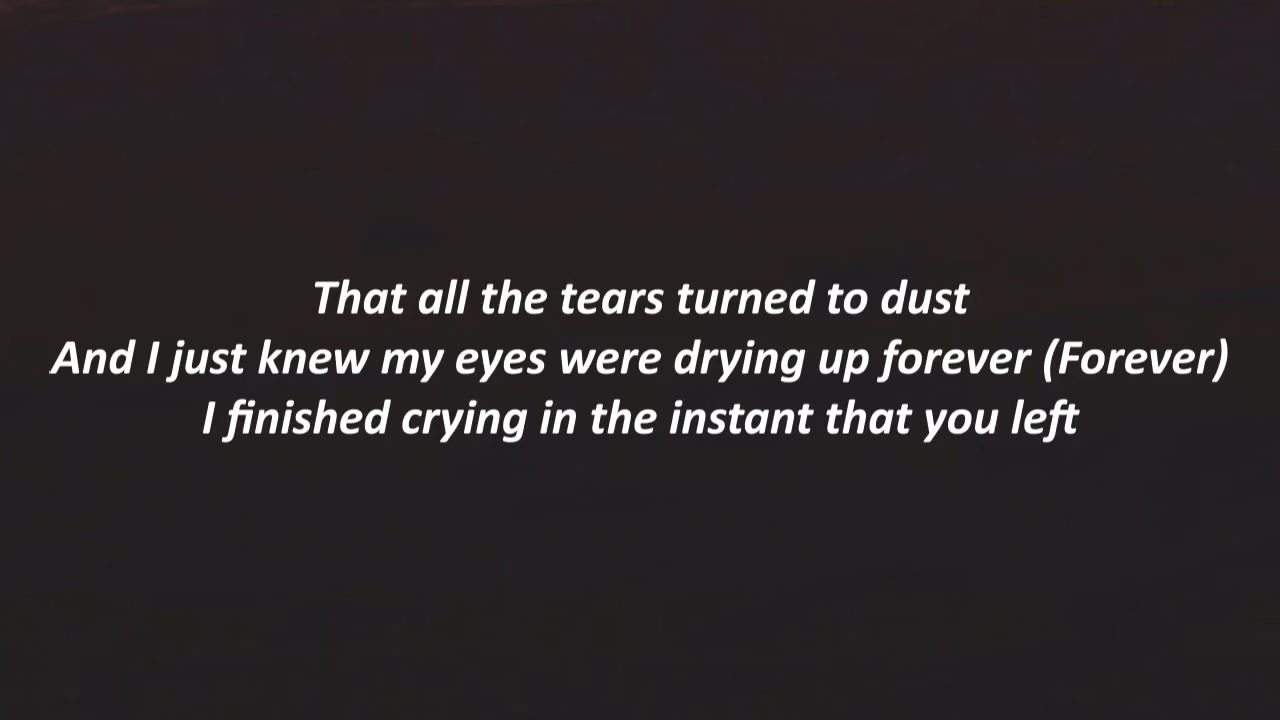 That all the tears turned to dust
And I just knew my eyes were drying up forever (Forever)
I finished crying in the instant that you left